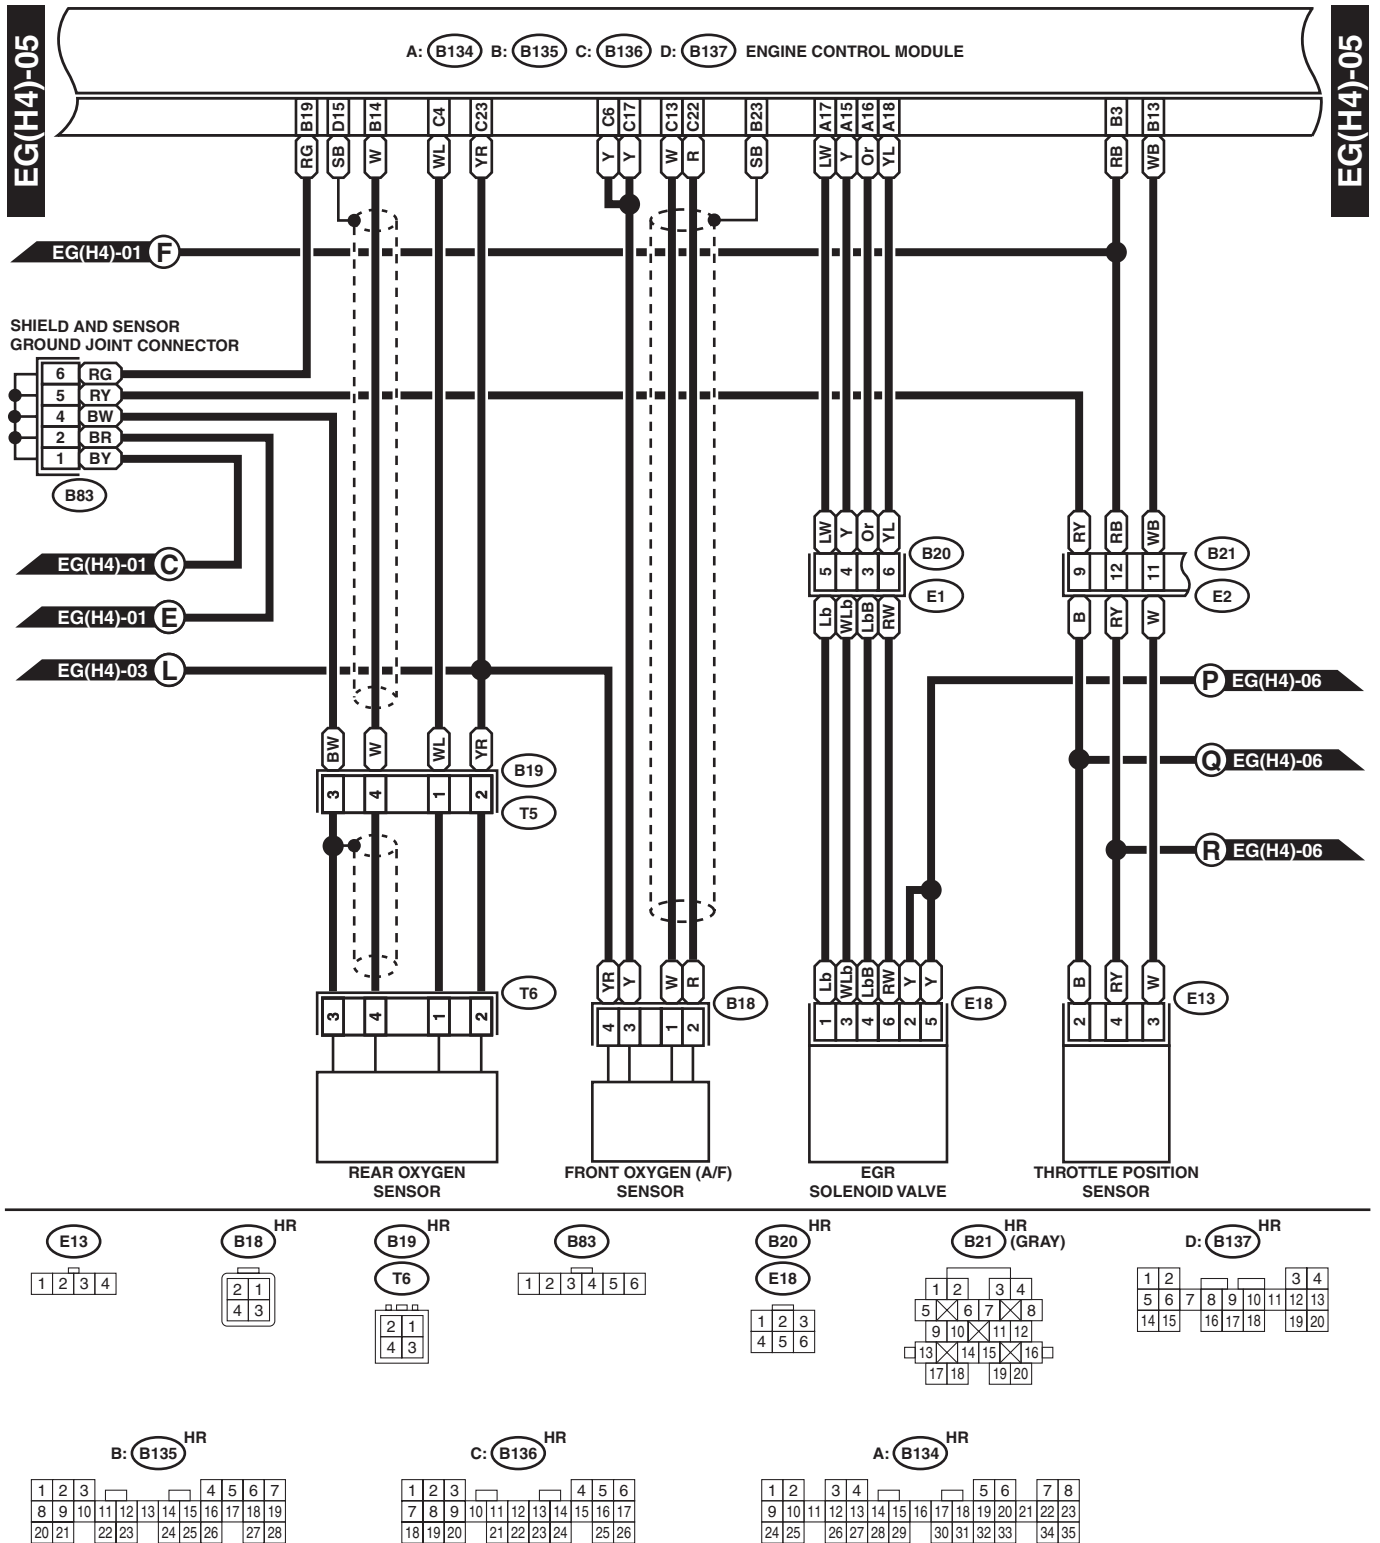 EG(H4)-05
EG(H4)-05
A: B134 B: B135 C: B136 D: B137 ENGINE CONTROL MODULE
B19 D15 B14 C4 C23 C6 C17 C13 C22 B23 A17 A15 A16 A18 B3 B13
RG SB W WL YR Y Y W R SB LW Y Or YL RB WB
EG(H4)-01 F
SHIELD AND SENSOR
GROUND JOINT CONNECTOR
6 RG
5 RY
4 BW
2 BR
1 BY
B83
LW Y Or YL RY RB WB
5 4 3 6 B20 9 12 11 B21
E1 E2
Lb WLb LbB RW B RY W
EG(H4)-01 C
EG(H4)-01 E
EG(H4)-03 L
P EG(H4)-06
Q EG(H4)-06
R EG(H4)-06
BW W WL YR
3 4 1 2 B19
T5
T6
3 4 1 2
YR Y W R B18
4 3 1 2
Lb WLb LbB RW Y Y E18
1 3 4 6 2 5
B RY W E13
2 4 3
REAR OXYGEN
SENSOR
FRONT OXYGEN (A/F)
SENSOR
EGR
SOLENOID VALVE
THROTTLE POSITION
SENSOR
E13
1 2 3 4
B18 HR
2 1
4 3
B19 HR
T6
2 1
4 3
B83
1 2 3 4 5 6
B20 HR
E18
1 2 3
4 5 6
B21 HR
(GRAY)
1 2 3 4
5 6 7 8
9 10 11 12
13 14 15 16
17 18 19 20
D: B137 HR
1 2 3 4
5 6 7 8 9 10 11 12 13
14 15 16 17 18 19 20
B: B135 HR
1 2 3 4 5 6 7
8 9 10 11 12 13 14 15 16 17 18 19
20 21 22 23 24 25 26 27 28
C: B136 HR
1 2 3 4 5 6
7 8 9 10 11 12 13 14 15 16 17
18 19 20 21 22 23 24 25 26
A: B134 HR
1 2 3 4 5 6 7 8
9 10 11 12 13 14 15 16 17 18 19 20 21 22 23
24 25 26 27 28 29 30 31 32 33 34 35